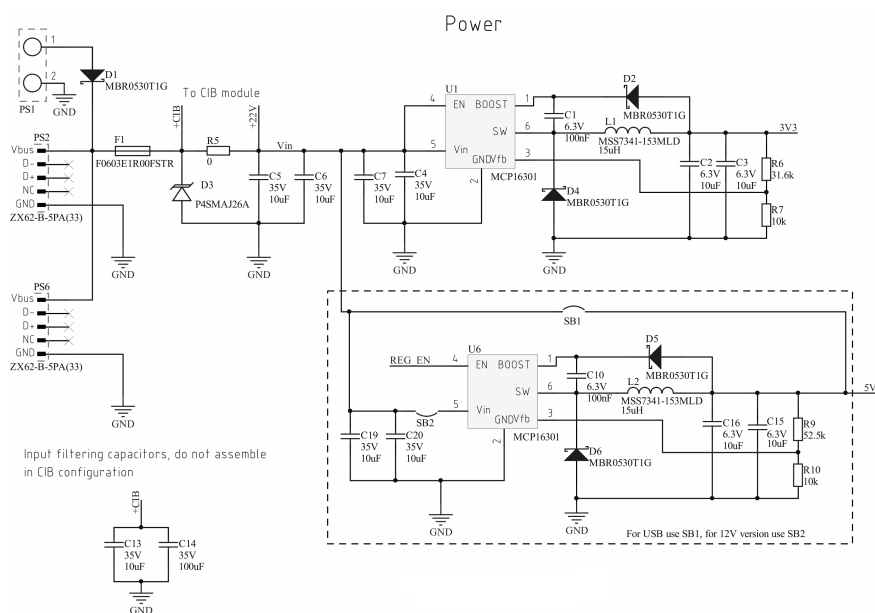 Power
1
2
PS1
GND
D1
MBR0530T1G
PS2
Vbus
D-
D+
NC
GND
ZX62-B-5PA(33)
GND
F1
F0603E1R00FSTR
To CIB module
+CIB
R5
0
+22V
Vin
D3
P4SMAJ26A
C5
35V
10uF
C6
35V
10uF
GND
C7
35V
10uF
C4
35V
10uF
GND
U1
4
EN
BOOST
1
SW
6
5
Vin
GND
Vfb
3
2
MCP16301
C1
6.3V
100nF
D2
MBR0530T1G
L1
MSS7341-153MLD
15uH
3V3
D4
MBR0530T1G
C2
6.3V
10uF
C3
6.3V
10uF
R6
31.6k
R7
10k
GND
PS6
Vbus
D-
D+
NC
GND
ZX62-B-5PA(33)
GND
SB1
REG_EN
U6
4
EN
BOOST
1
SW
6
5
Vin
GND
Vfb
3
2
MCP16301
SB2
C19
35V
10uF
C20
35V
10uF
GND
C10
6.3V
100nF
D5
MBR0530T1G
L2
MSS7341-153MLD
15uH
5V
D6
MBR0530T1G
C16
6.3V
10uF
C15
6.3V
10uF
R9
52.5k
R10
10k
GND
For USB use SB1, for 12V version use SB2
Input filtering capacitors, do not assemble
in CIB configuration
+CIB
C13
35V
10uF
C14
35V
100uF
GND